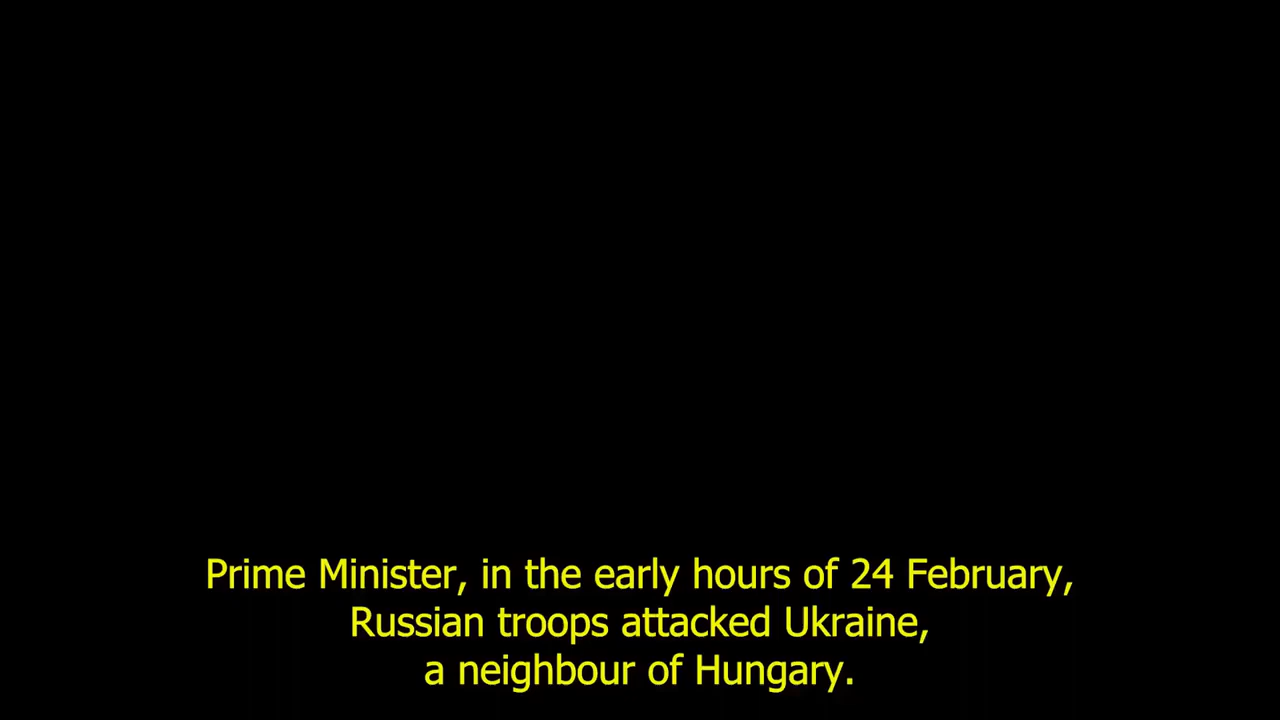 Prime Minister, in the early hours of 24 February,
Russian troops attacked Ukraine,
a neighbour of Hungary.